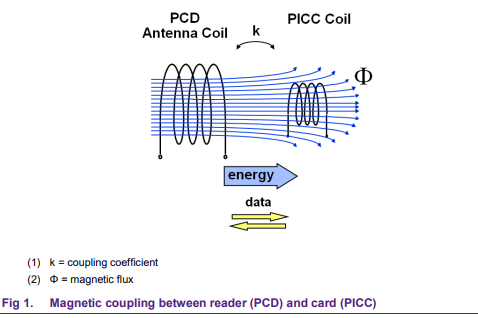 PCD
Antenna Coil
k
PICC Coil
Φ
energy
data
(1) k = coupling coefficient
(2) Φ = magnetic flux
Fig 1. Magnetic coupling between reader (PCD) and card (PICC)